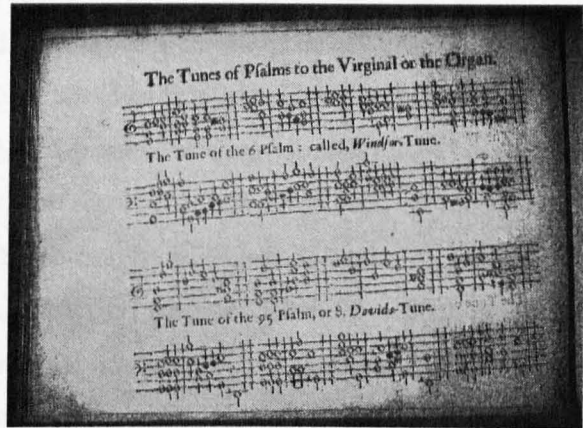 The Tunes of Pſalms to the Virginal or the Organ.
The Tune of the 6 Pſalm : called, Windſor-Tune.
The Tune of the 95 Pſalm, or S. Davids-Tune.